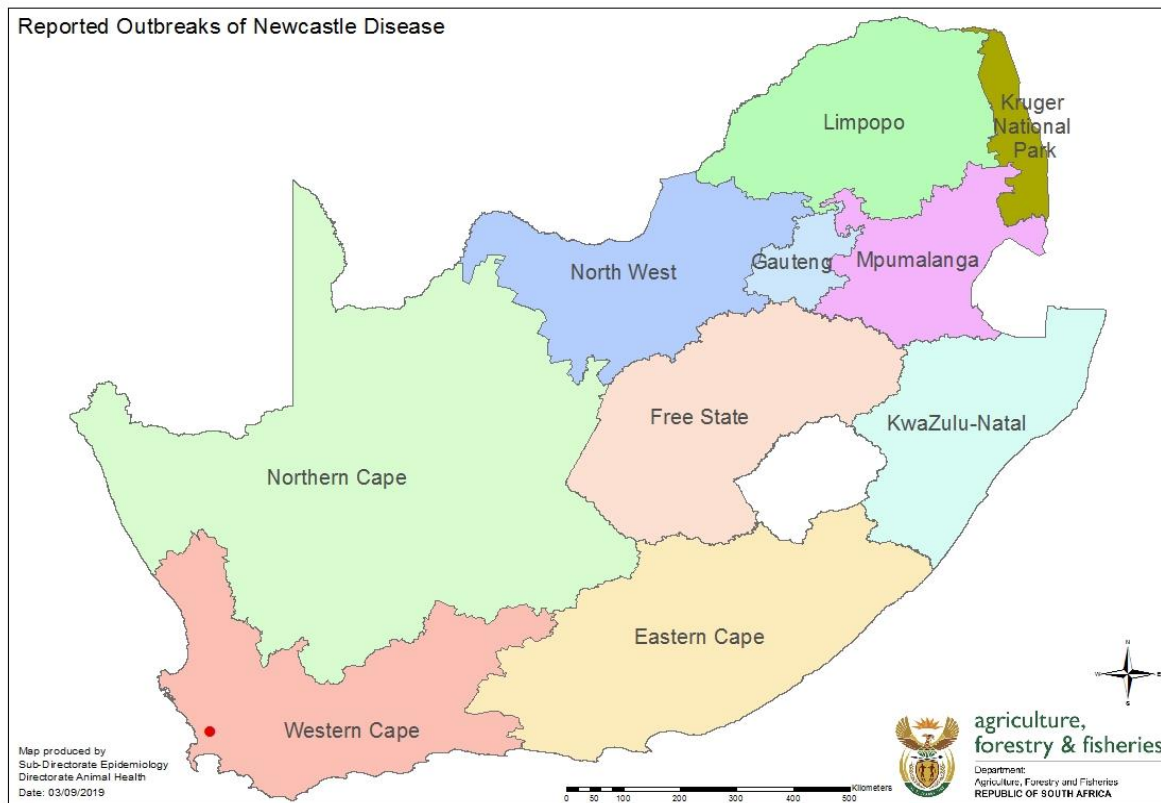 Reported Outbreaks of Newcastle Disease
Limpopo
Kruger
National
Park
North West
Gauteng
Mpumalanga
Free State
KwaZulu-Natal
Northern Cape
Eastern Cape
Western Cape
N
W
E
S
Map produced by
Sub-Directorate Epidemiology
Directorate Animal Health
Date: 03/09/2019
Kilometers
0 50 100 200 300 400 500
agriculture,
forestry & fisheries
Department:
Agriculture, Forestry and Fisheries
REPUBLIC OF SOUTH AFRICA